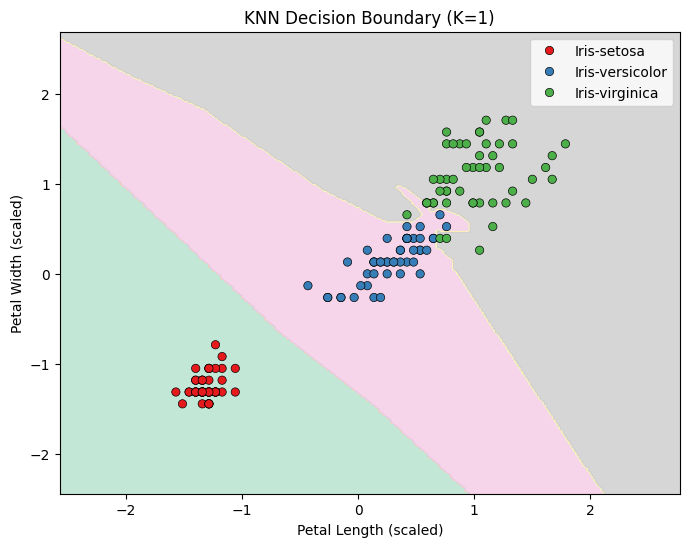 KNN Decision Boundary (K=1)
Iris-setosa
Iris-versicolor
Iris-virginica
Petal Width (scaled)
2
1
0
−1
−2
−2
−1
0
1
2
Petal Length (scaled)